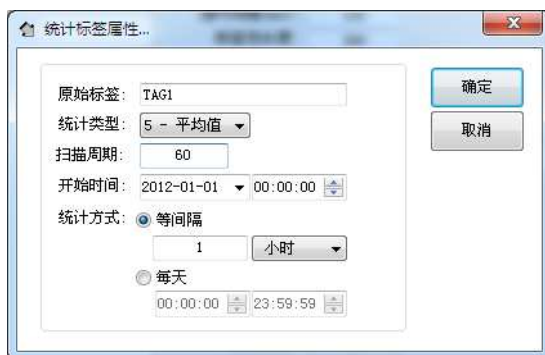 统计标签属性...
原始标签: TAG1
确定
统计类型: 5 - 平均值
取消
扫描周期: 60
开始时间: 2012-01-01 00:00:00
统计方式: 等间隔
1 小时
每天
00:00:00 23:59:59